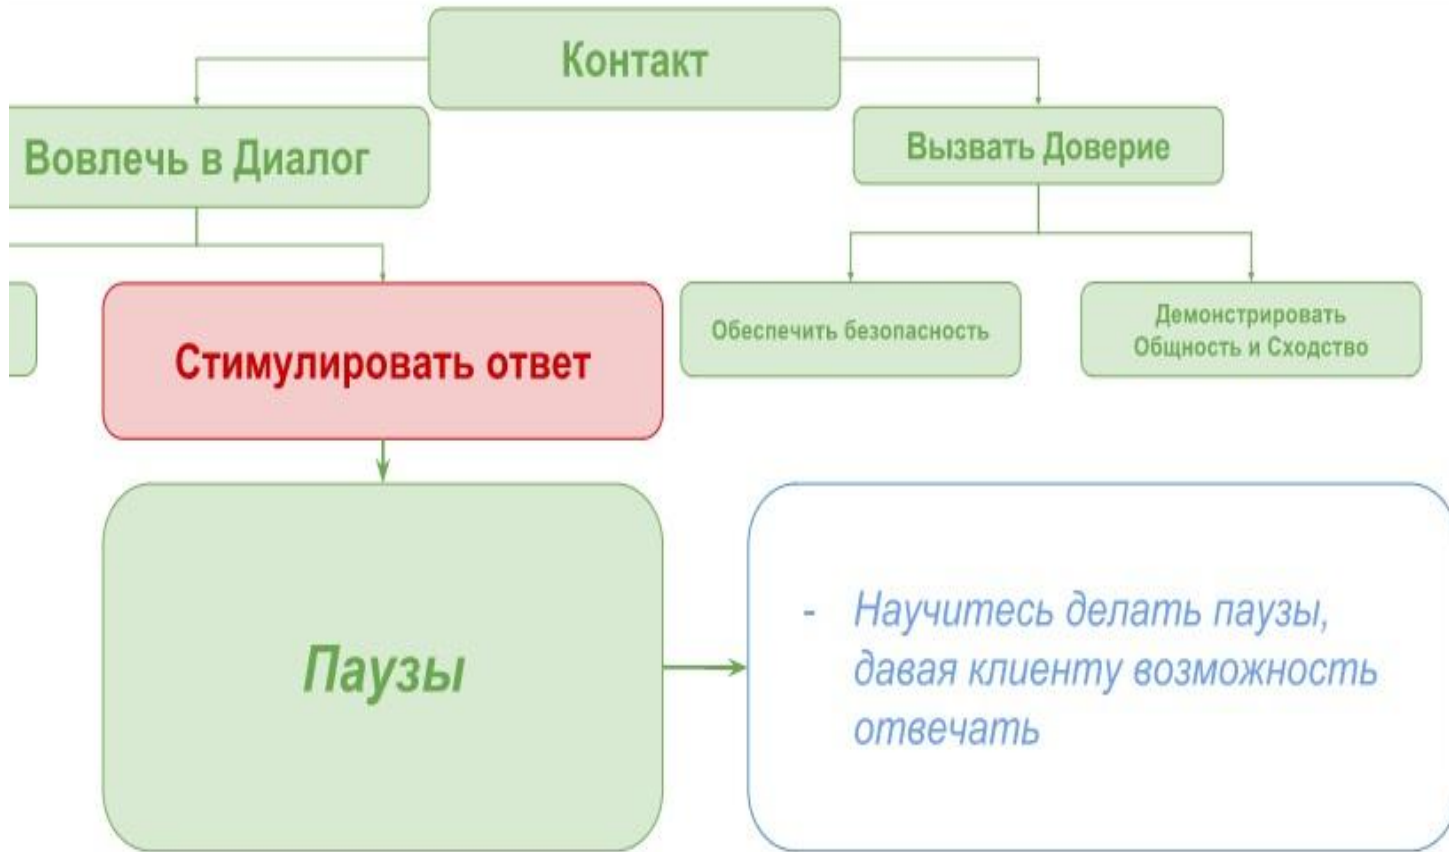 Контакт
Вовлечь в Диалог
Вызвать Доверие
Стимулировать ответ
Обеспечить безопасность
Демонстрировать
Общность и Сходство
Паузы
- Научитесь делать паузы,
давая клиенту возможность
отвечать